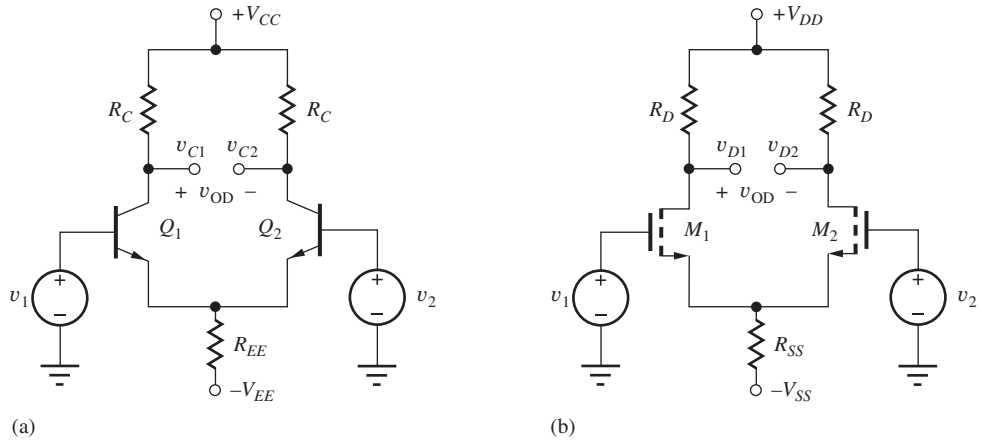 +V_CC
R_C
R_C
v_C1
v_C2
+ v_OD −
Q_1
Q_2
v_1
+
−
+
−
v_2
R_EE
−V_EE
(a)
+V_DD
R_D
R_D
v_D1
v_D2
+ v_OD −
M_1
M_2
v_1
+
−
+
−
v_2
R_SS
−V_SS
(b)